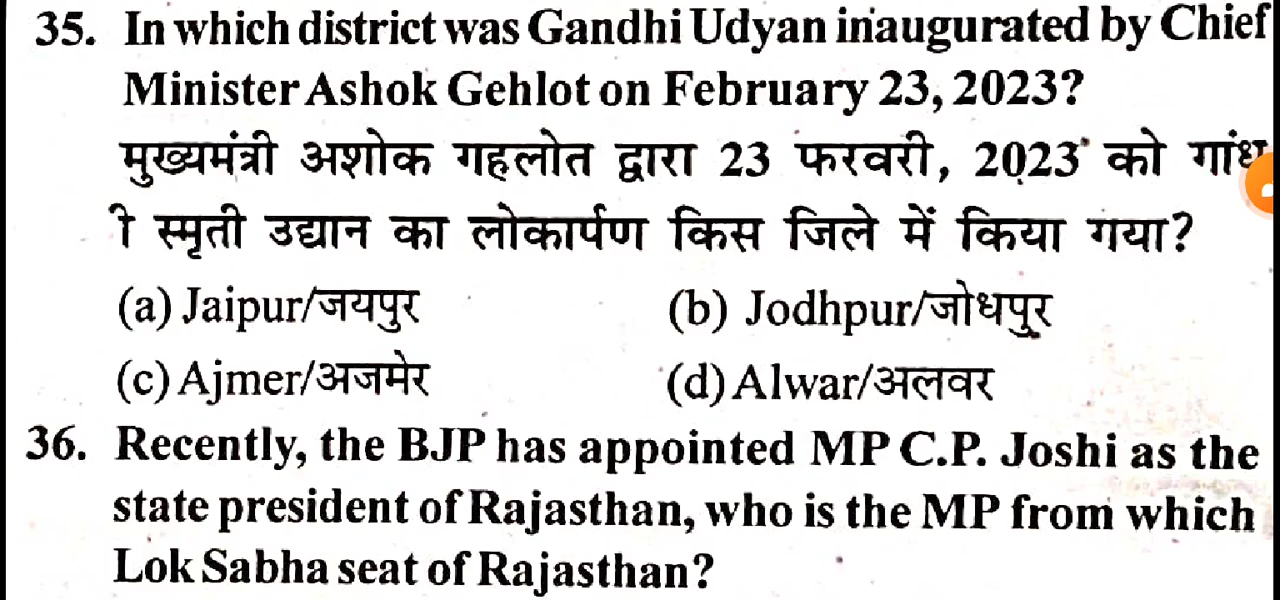 35. In which district was Gandhi Udyan inaugurated by Chief
Minister Ashok Gehlot on February 23, 2023?
मुख्यमंत्री अशोक गहलोत द्वारा 23 फरवरी, 2023 को गांध
ी स्मृती उद्यान का लोकार्पण किस जिले में किया गया?
(a) Jaipur/जयपुर (b) Jodhpur/जोधपुर
(c) Ajmer/अजमेर (d) Alwar/अलवर
36. Recently, the BJP has appointed MP C.P. Joshi as the
state president of Rajasthan, who is the MP from which
Lok Sabha seat of Rajasthan?